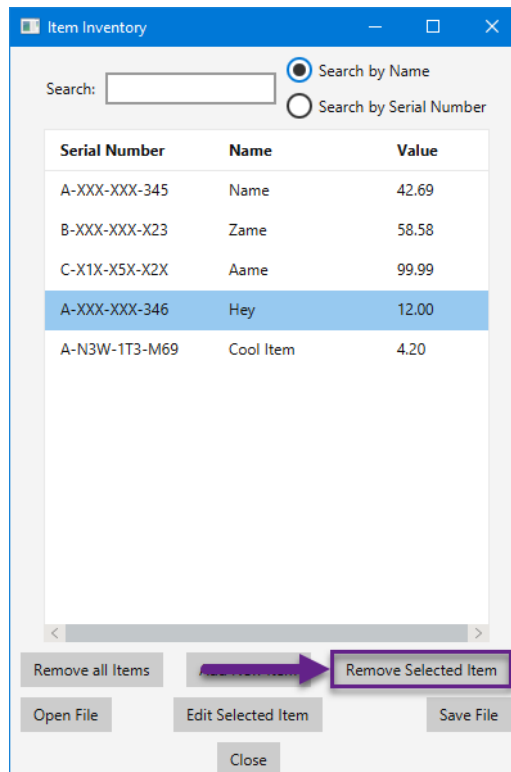 Item Inventory
Search by Name
Search:
Search by Serial Number
Serial Number Name Value
A-XXX-XXX-345 Name 42.69
B-XXX-XXX-X23 Zame 58.58
C-X1X-X5X-X2X Aame 99.99
A-XXX-XXX-346 Hey 12.00
A-N3W-1T3-M69 Cool Item 4.20
Remove all Items Remove Selected Item
Open File Edit Selected Item Save File
Close